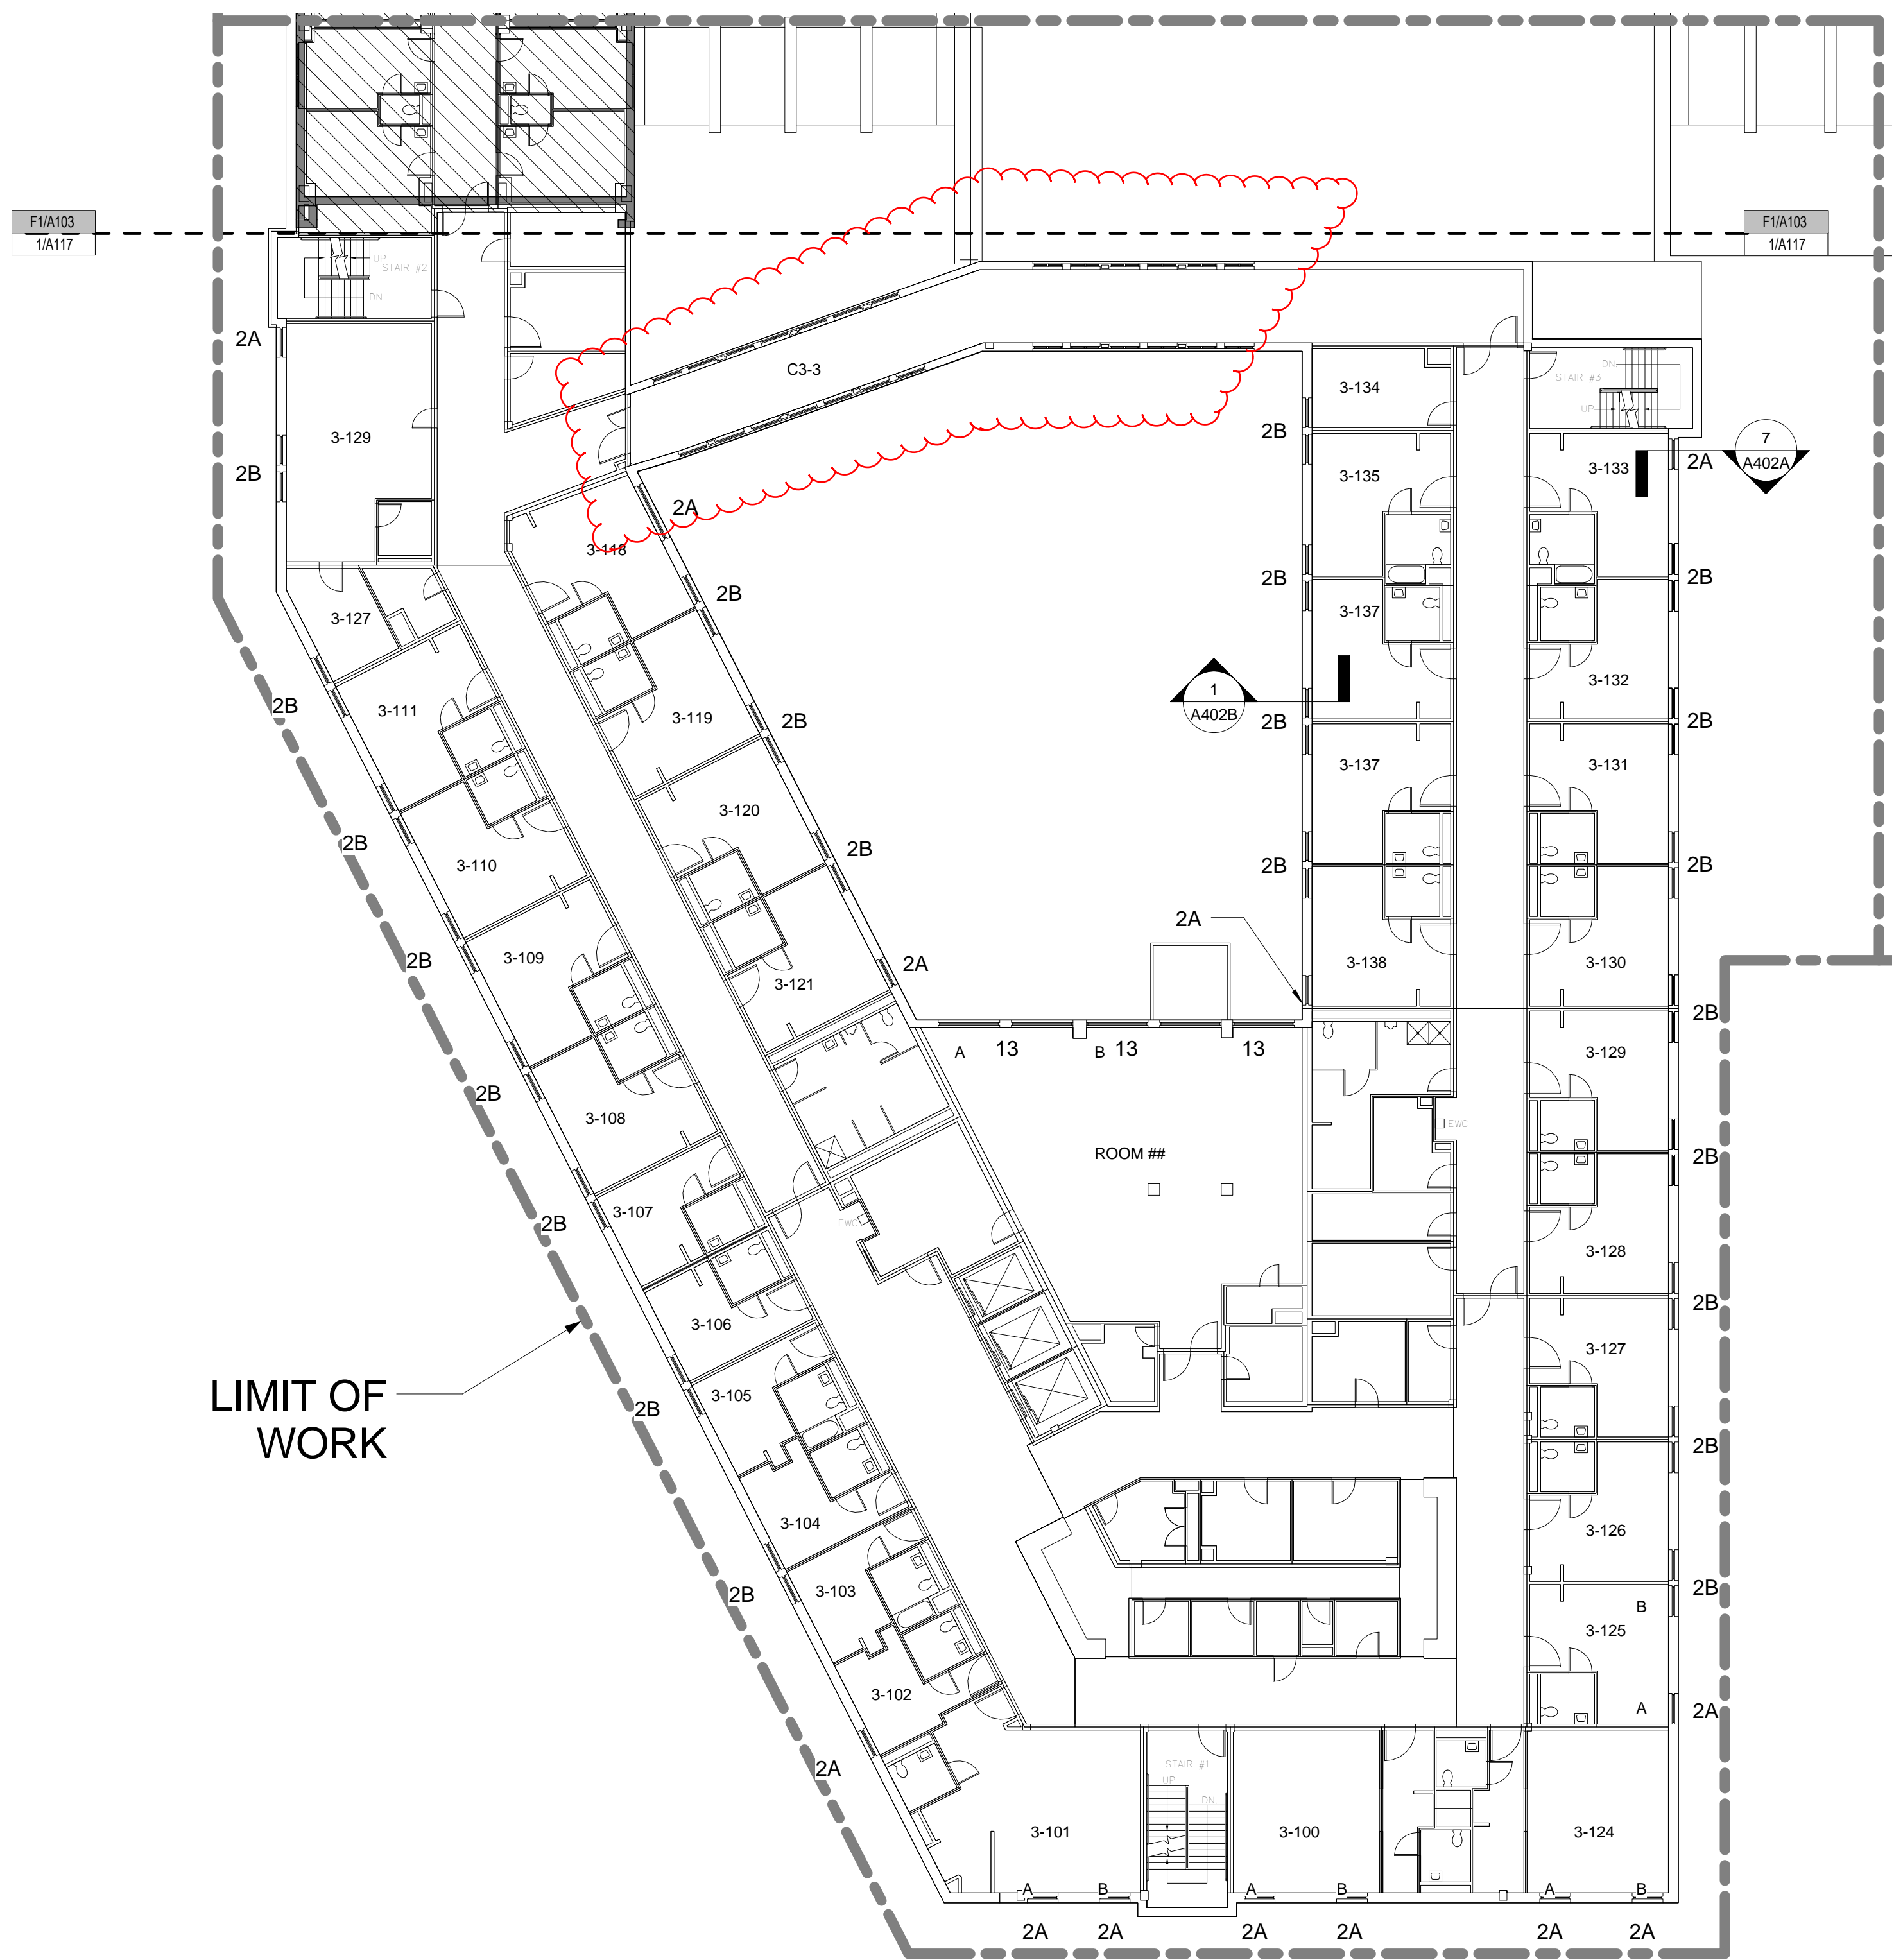 F1/A103
1/A117
F1/A103
1/A117
UP
STAIR #2
DN.
2A
C3-3
DN.
STAIR #3
UP
3-134
3-129
2B
2B
3-135
3-133
2A
7
A402A
2A
3-118
2B
2B
2B
3-127
3-137
1
A402B
3-132
3-111
2B
3-119
2B
2B
2B
3-120
3-137
3-131
2B
2B
2B
2B
3-110
2A
3-109
2B
2A
3-121
3-138
3-130
2B
A
13
B
13
13
3-129
2B
3-108
EWC
ROOM ##
2B
3-107
2B
EWC
3-128
2B
3-106
3-127
LIMIT OF
WORK
3-105
2B
2B
3-104
3-126
2B
3-103
2B
B
3-125
3-102
A
2A
2A
STAIR #1
UP
DN.
3-101
3-100
3-124
A
B
A
B
A
B
2A
2A
2A
2A
2A
2A